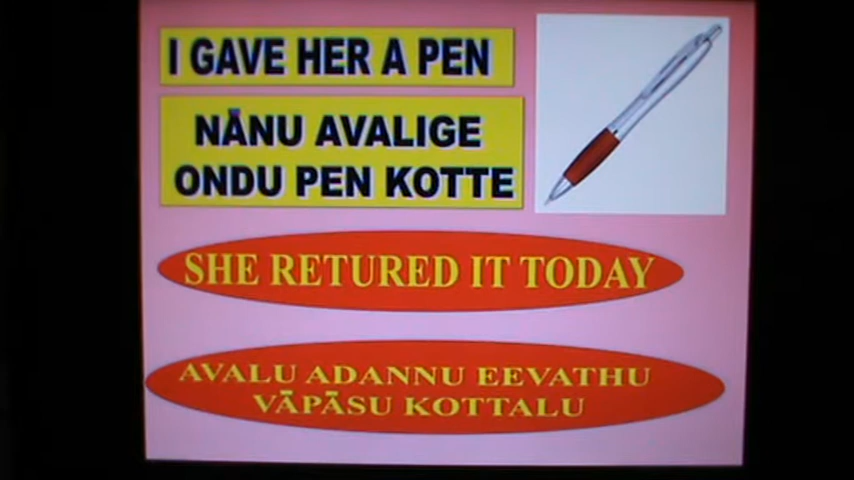 I GAVE HER A PEN
NĀNU AVALIGE
ONDU PEN KOTTE
SHE RETURED IT TODAY
AVALU ADANNU EEVATHU
VĀPĀSU KOTTALU